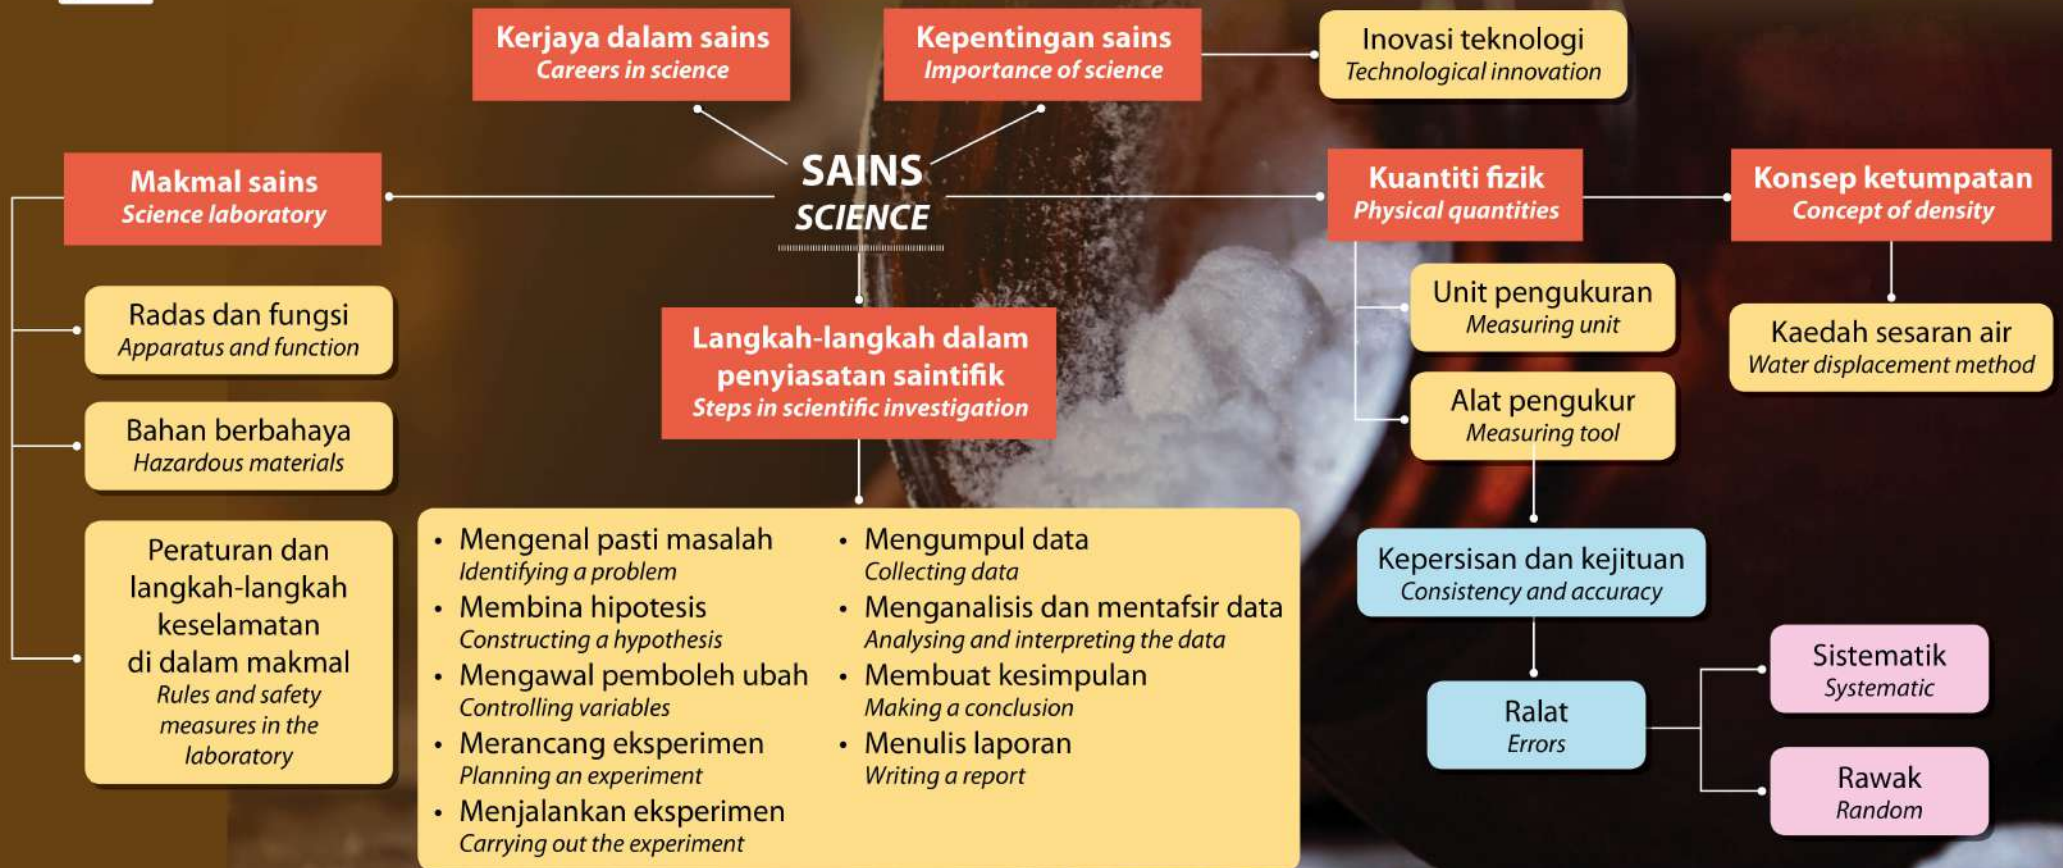 Kerjaya dalam sains
Careers in science
Kepentingan sains
Importance of science
Inovasi teknologi
Technological innovation
SAINS
SCIENCE
Makmal sains
Science laboratory
Radas dan fungsi
Apparatus and function
Bahan berbahaya
Hazardous materials
Peraturan dan
langkah-langkah
keselamatan
di dalam makmal
Rules and safety
measures in the
laboratory
Langkah-langkah dalam
penyiasatan saintifik
Steps in scientific investigation
• Mengenal pasti masalah
Identifying a problem
• Membina hipotesis
Constructing a hypothesis
• Mengawal pemboleh ubah
Controlling variables
• Merancang eksperimen
Planning an experiment
• Menjalankan eksperimen
Carrying out the experiment
• Mengumpul data
Collecting data
• Menganalisis dan mentafsir data
Analysing and interpreting the data
• Membuat kesimpulan
Making a conclusion
• Menulis laporan
Writing a report
Kuantiti fizik
Physical quantities
Unit pengukuran
Measuring unit
Alat pengukur
Measuring tool
Kepersisan dan kejituan
Consistency and accuracy
Ralat
Errors
Sistematik
Systematic
Rawak
Random
Konsep ketumpatan
Concept of density
Kaedah sesaran air
Water displacement method